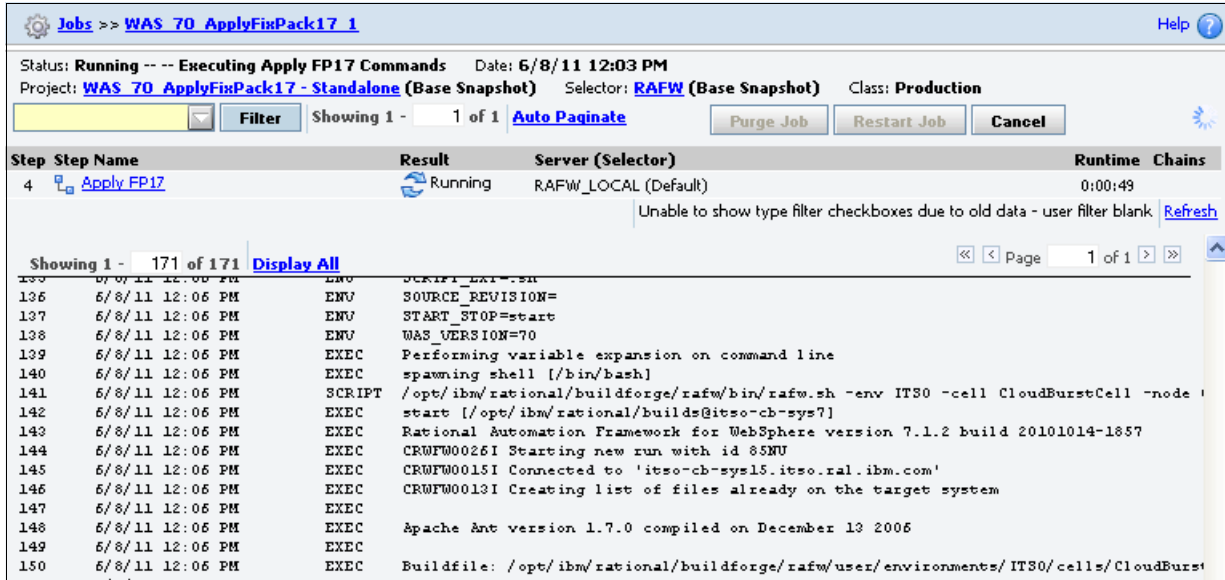 Jobs >> WAS_70_ApplyFixPack17_1 Help ?
Status: Running -- -- Executing Apply FP17 Commands Date: 6/8/11 12:03 PM
Project: WAS_70_ApplyFixPack17 - Standalone (Base Snapshot) Selector: RAFW (Base Snapshot) Class: Production
Filter Showing 1 - 1 of 1 Auto Paginate Purge Job Restart Job Cancel
Step Step Name Result Server (Selector) Runtime Chains
4 Apply FP17 Running RAFW_LOCAL (Default) 0:00:49
Unable to show type filter checkboxes due to old data - user filter blank Refresh
Showing 1 - 171 of 171 Display All Page 1 of 1
135 6/8/11 12:06 PM ENV SCRIPT_EXT=.sh
136 6/8/11 12:06 PM ENV SOURCE_REVISION=
137 6/8/11 12:06 PM ENV START_STOP=start
138 6/8/11 12:06 PM ENV WAS_VERSION=70
139 6/8/11 12:06 PM EXEC Performing variable expansion on command line
140 6/8/11 12:06 PM EXEC spawning shell [/bin/bash]
141 6/8/11 12:06 PM SCRIPT /opt/ibm/rational/buildforge/rafw/bin/rafw.sh -env ITSO -cell CloudBurstCell -node
142 6/8/11 12:06 PM EXEC start [/opt/ibm/rational/builds@itso-cb-sys7]
143 6/8/11 12:06 PM EXEC Rational Automation Framework for WebSphere version 7.1.2 build 20101014-1857
144 6/8/11 12:06 PM EXEC CRWFW0026I Starting new run with id 85NU
145 6/8/11 12:06 PM EXEC CRWFW0015I Connected to 'itso-cb-sys15.itso.ral.ibm.com'
146 6/8/11 12:06 PM EXEC CRWFW0013I Creating list of files already on the target system
147 6/8/11 12:06 PM EXEC
148 6/8/11 12:06 PM EXEC Apache Ant version 1.7.0 compiled on December 13 2006
149 6/8/11 12:06 PM EXEC
150 6/8/11 12:06 PM EXEC Buildfile: /opt/ibm/rational/buildforge/rafw/user/environments/ITSO/cells/CloudBurst